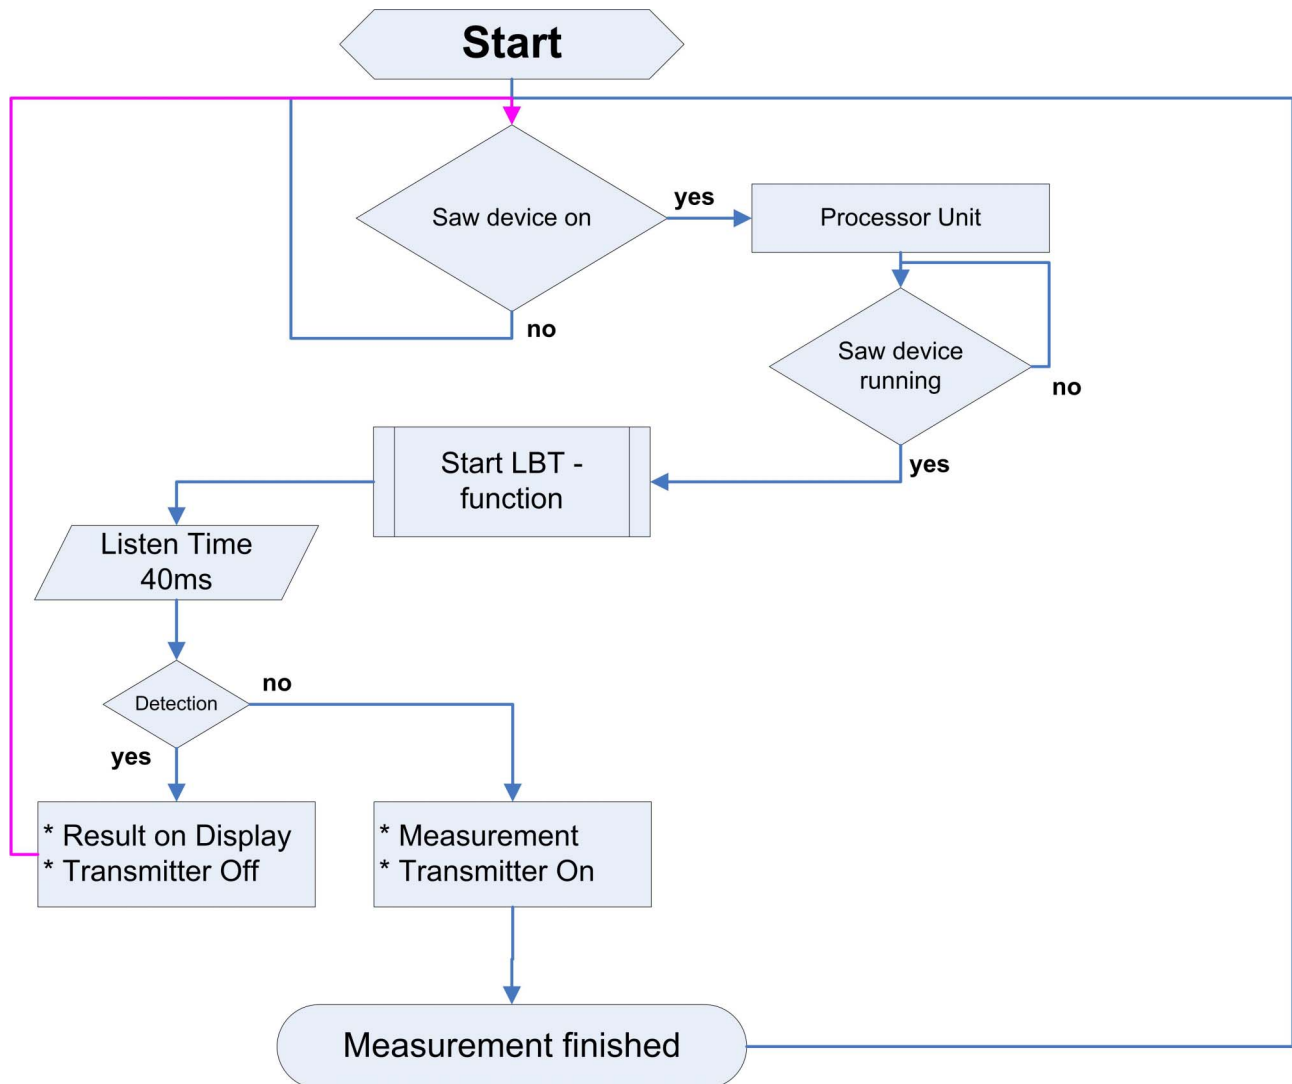 Start
Saw device on
yes
Processor Unit
no
Saw device
running
no
yes
Start LBT -
function
Listen Time
40ms
Detection
no
yes
* Result on Display
* Transmitter Off
* Measurement
* Transmitter On
Measurement finished